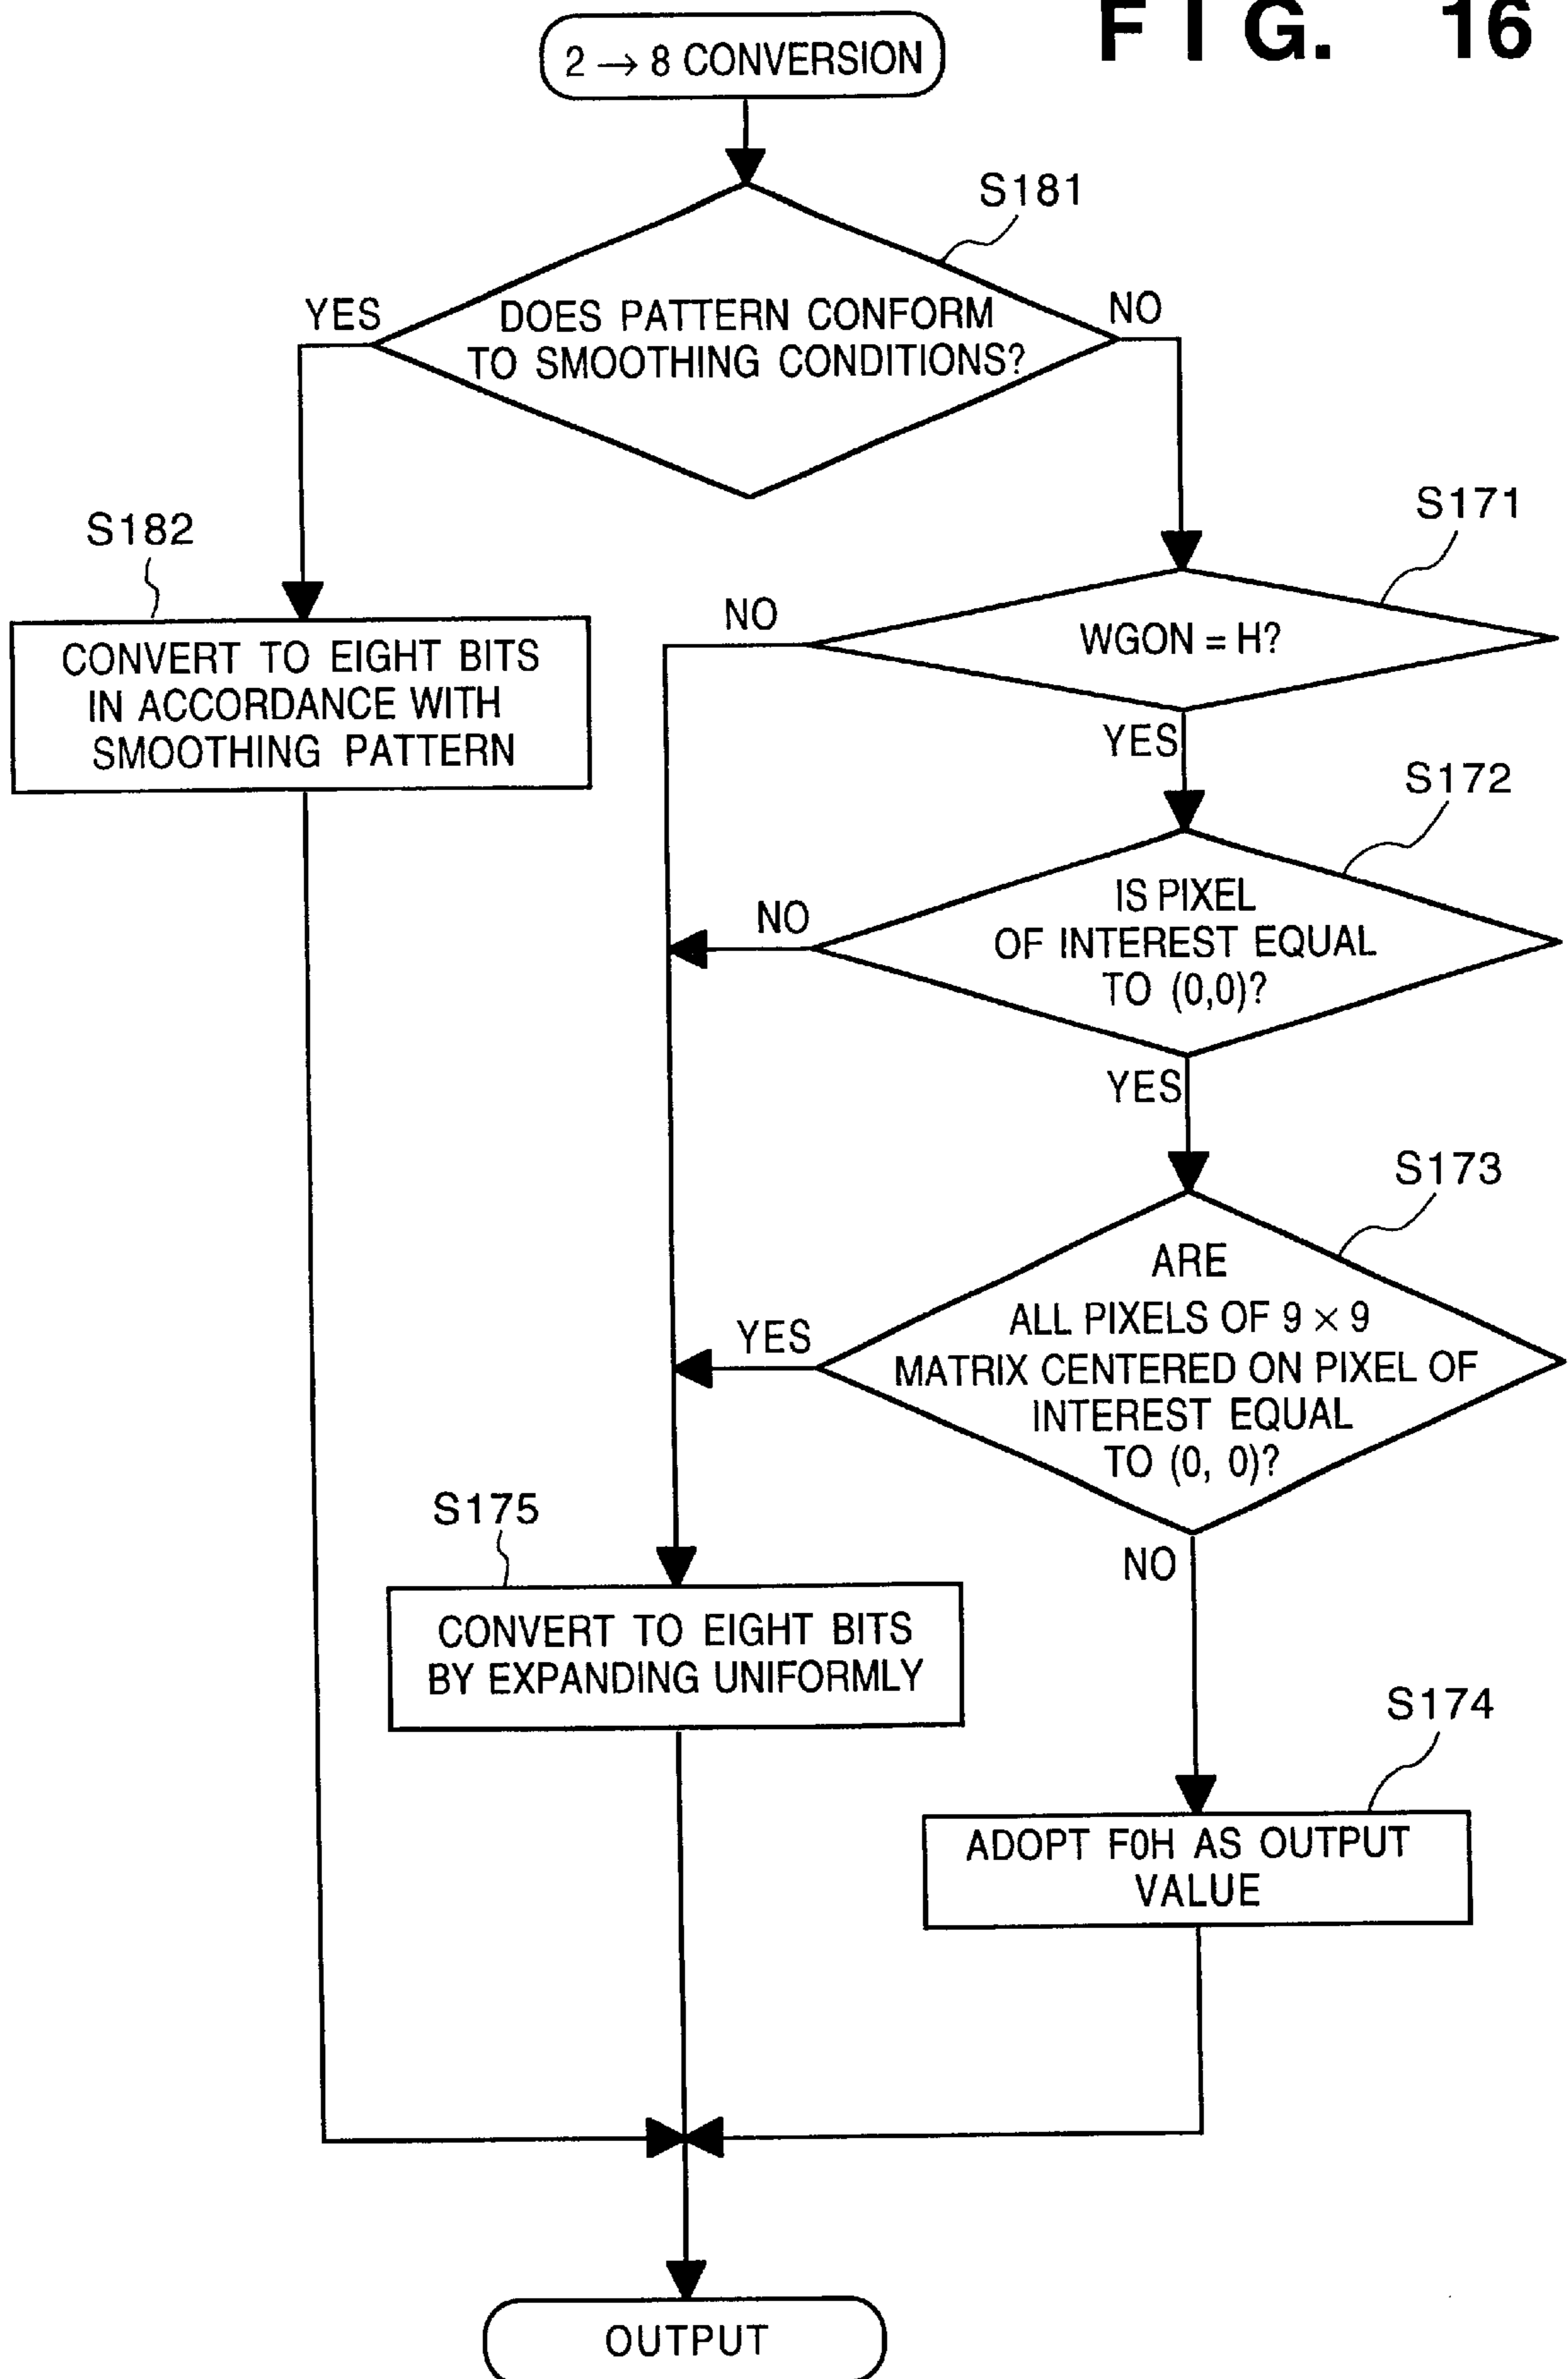 FIG. 16
2 → 8 CONVERSION
S181
YES
DOES PATTERN CONFORM
TO SMOOTHING CONDITIONS?
NO
S182
CONVERT TO EIGHT BITS
IN ACCORDANCE WITH
SMOOTHING PATTERN
S171
NO
WGON = H?
YES
S172
NO
IS PIXEL
OF INTEREST EQUAL
TO (0,0)?
YES
S173
YES
ARE
ALL PIXELS OF 9 × 9
MATRIX CENTERED ON PIXEL OF
INTEREST EQUAL
TO (0, 0)?
NO
S175
CONVERT TO EIGHT BITS
BY EXPANDING UNIFORMLY
S174
ADOPT F0H AS OUTPUT
VALUE
OUTPUT